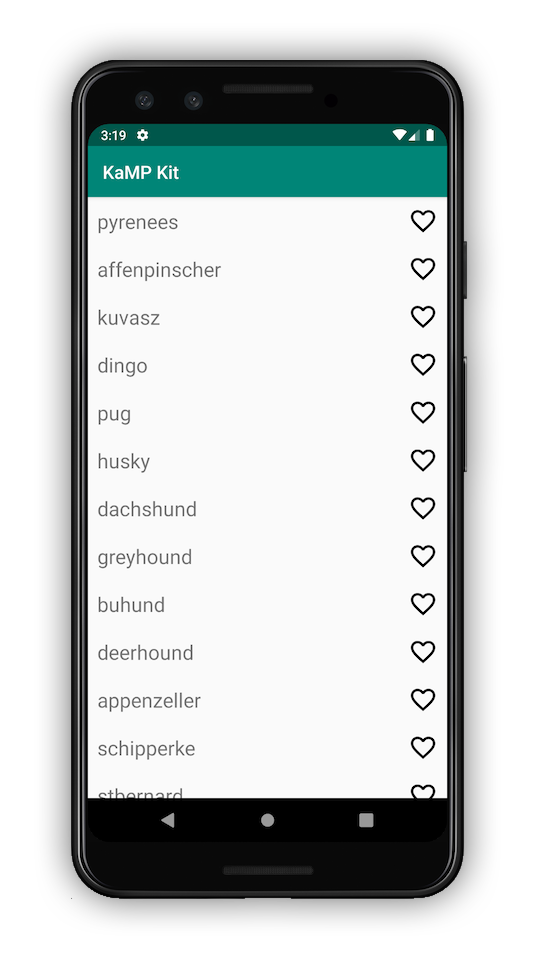 3:19
KaMP Kit
pyrenees
affenpinscher
kuvasz
dingo
pug
husky
dachshund
greyhound
buhund
deerhound
appenzeller
schipperke
stbernard